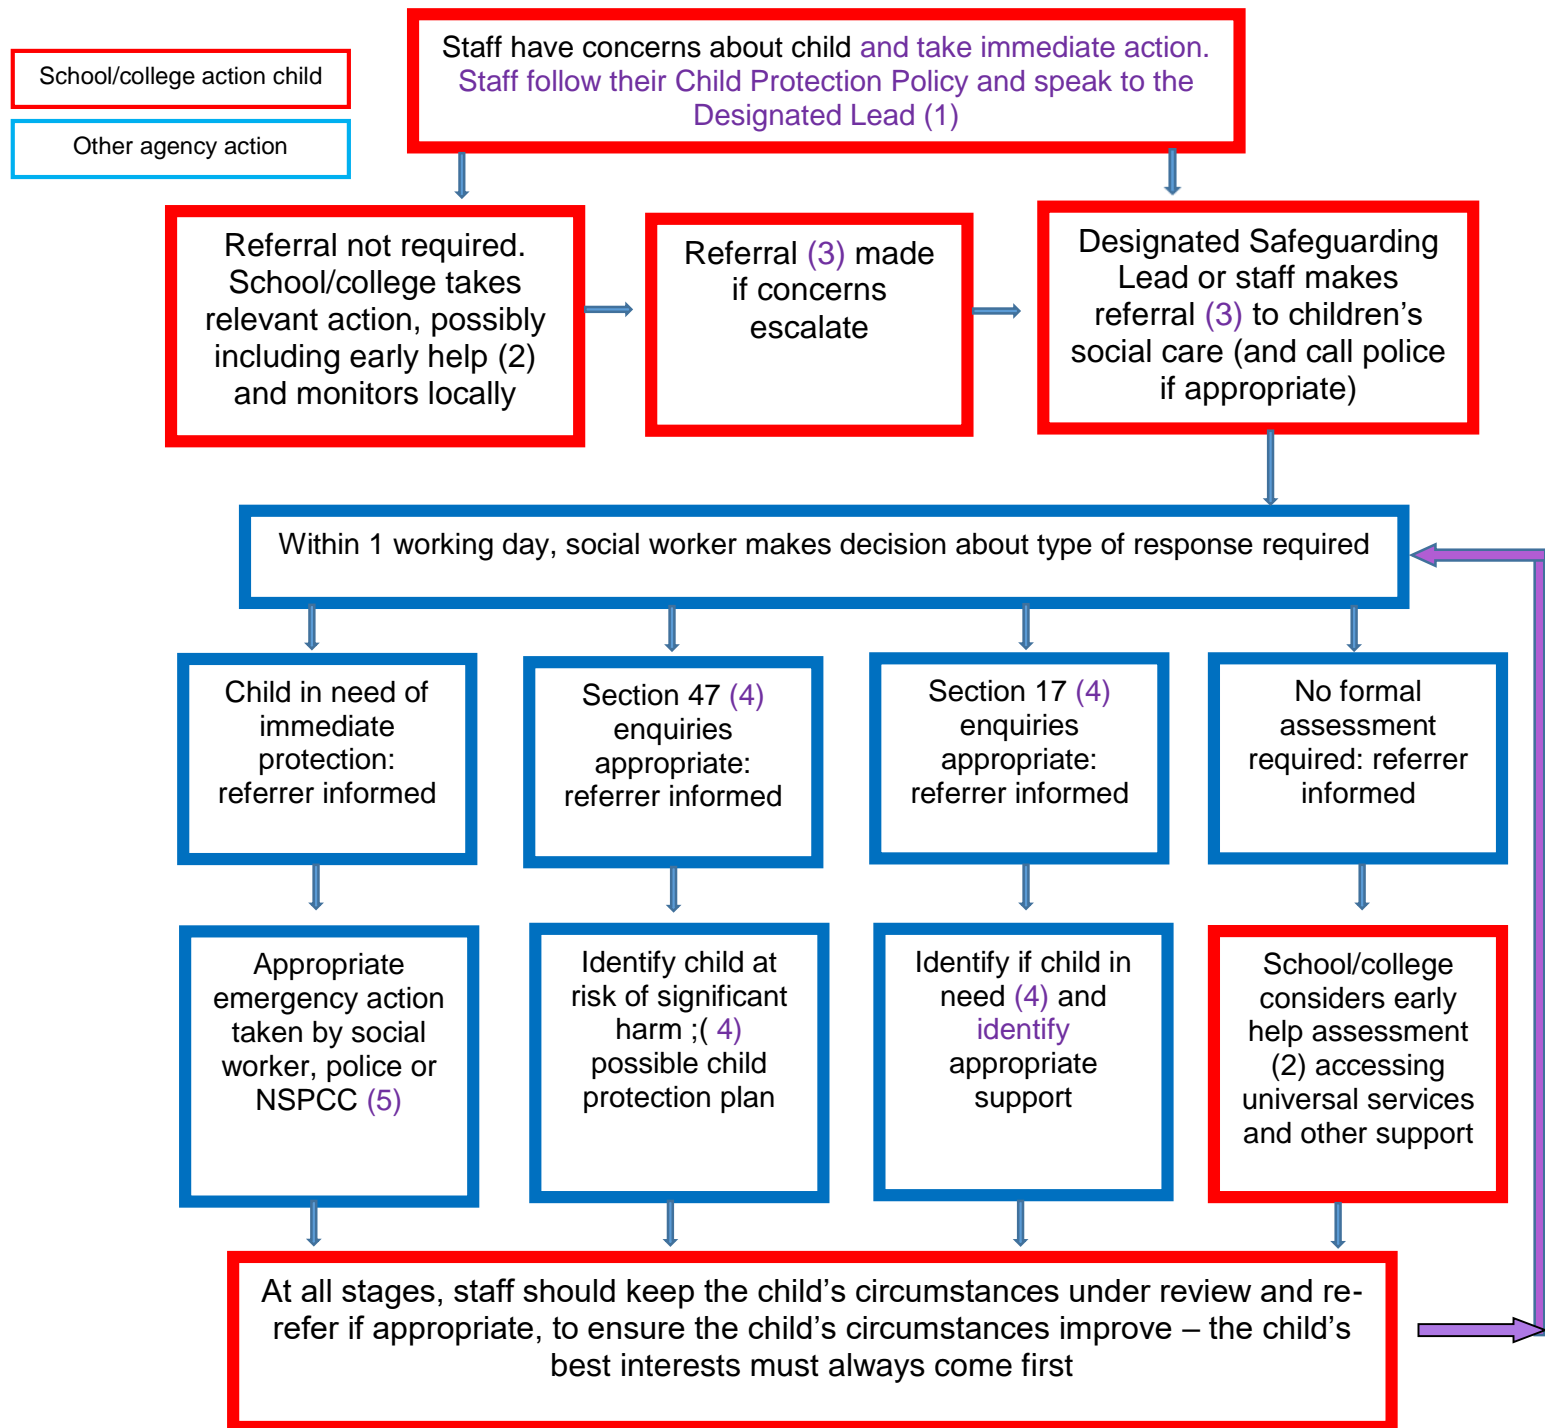 School/college action child
Other agency action
Staff have concerns about child and take immediate action.
Staff follow their Child Protection Policy and speak to the
Designated Lead (1)
Referral not required.
School/college takes
relevant action, possibly
including early help (2)
and monitors locally
Referral (3) made
if concerns
escalate
Designated Safeguarding
Lead or staff makes
referral (3) to children’s
social care (and call police
if appropriate)
Within 1 working day, social worker makes decision about type of response required
Child in need of
immediate
protection:
referrer informed
Section 47 (4)
enquiries
appropriate:
referrer informed
Section 17 (4)
enquiries
appropriate:
referrer informed
No formal
assessment
required: referrer
informed
Appropriate
emergency action
taken by social
worker, police or
NSPCC (5)
Identify child at
risk of significant
harm ;( 4)
possible child
protection plan
Identify if child in
need (4) and
identify
appropriate
support
School/college
considers early
help assessment
(2) accessing
universal services
and other support
At all stages, staff should keep the child’s circumstances under review and re-
refer if appropriate, to ensure the child’s circumstances improve – the child’s
best interests must always come first